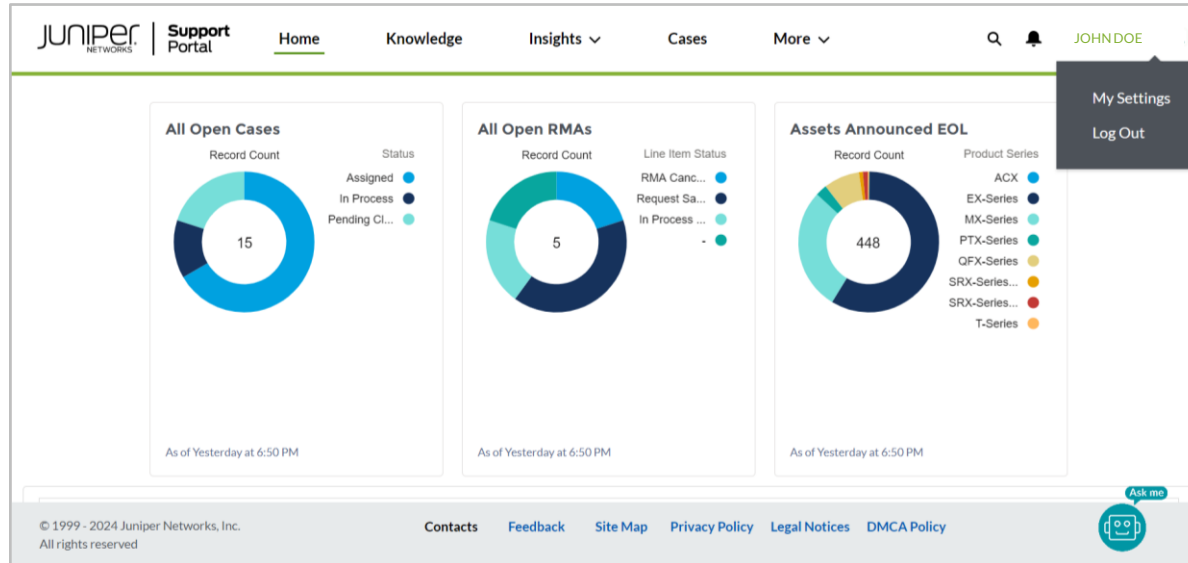 JUNIPER NETWORKS
Support Portal
Home
Knowledge
Insights
Cases
More
JOHN DOE
My Settings
Log Out
All Open Cases
Record Count
Status
Assigned
In Process
Pending Cl...
15
As of Yesterday at 6:50 PM
All Open RMAs
Record Count
Line Item Status
RMA Canc...
Request Sa...
In Process ...
-
5
As of Yesterday at 6:50 PM
Assets Announced EOL
Record Count
Product Series
ACX
EX-Series
MX-Series
PTX-Series
QFX-Series
SRX-Series...
SRX-Series...
T-Series
448
As of Yesterday at 6:50 PM
Ask me
© 1999 - 2024 Juniper Networks, Inc.
All rights reserved
Contacts
Feedback
Site Map
Privacy Policy
Legal Notices
DMCA Policy